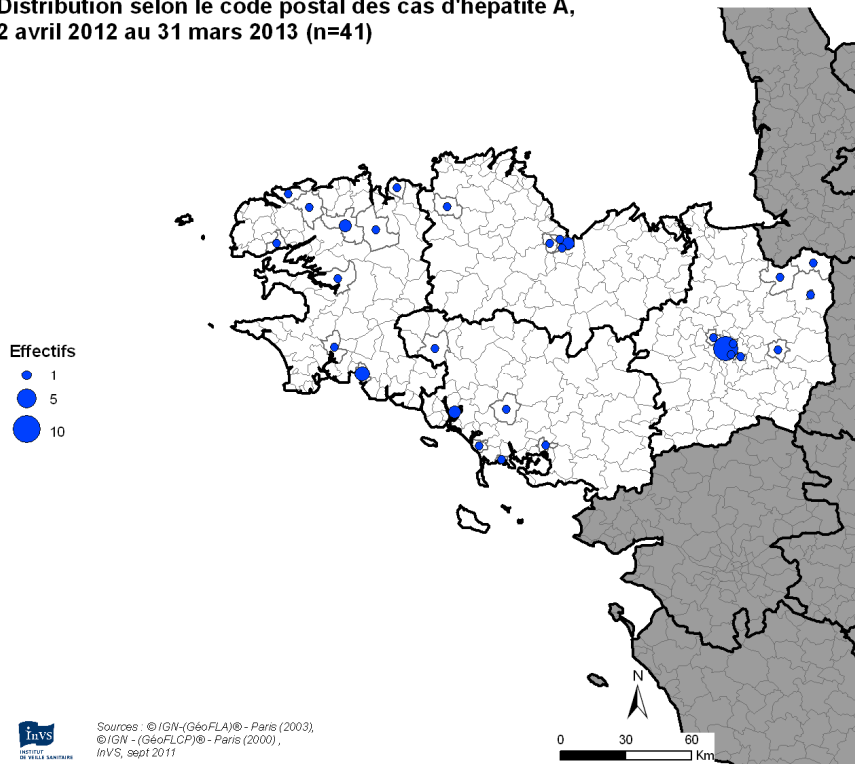 Distribution selon le code postal des cas d'hépatite A,
2 avril 2012 au 31 mars 2013 (n=41)
Effectifs
1
5
10
N
0 30 60
Km
InVS
INSTITUT
DE VEILLE SANITAIRE
Sources : © IGN-(GéoFLA)® - Paris (2003),
© IGN - (GéoFLCP)® - Paris (2000) ,
InVS, sept 2011